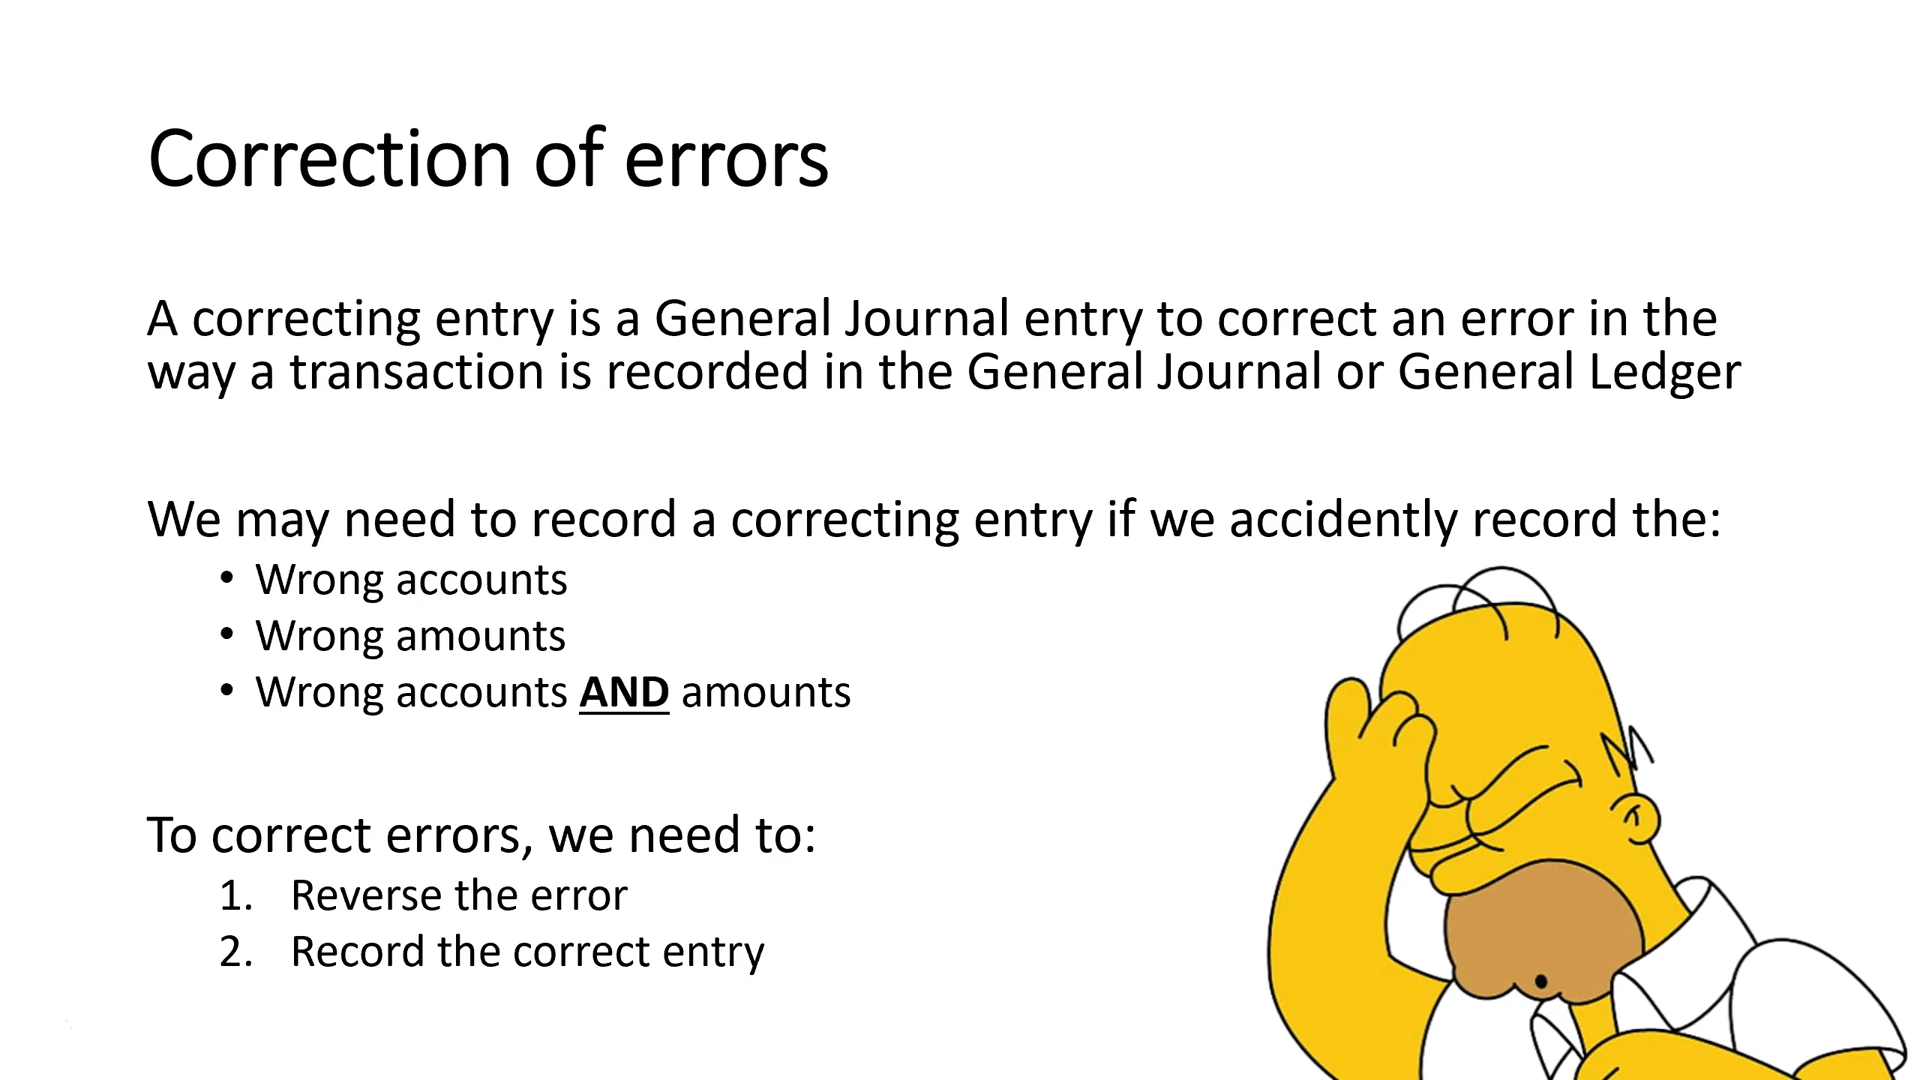 Correction of errors
A correcting entry is a General Journal entry to correct an error in the
way a transaction is recorded in the General Journal or General Ledger
We may need to record a correcting entry if we accidently record the:
• Wrong accounts
• Wrong amounts
• Wrong accounts AND amounts
To correct errors, we need to:
1. Reverse the error
2. Record the correct entry